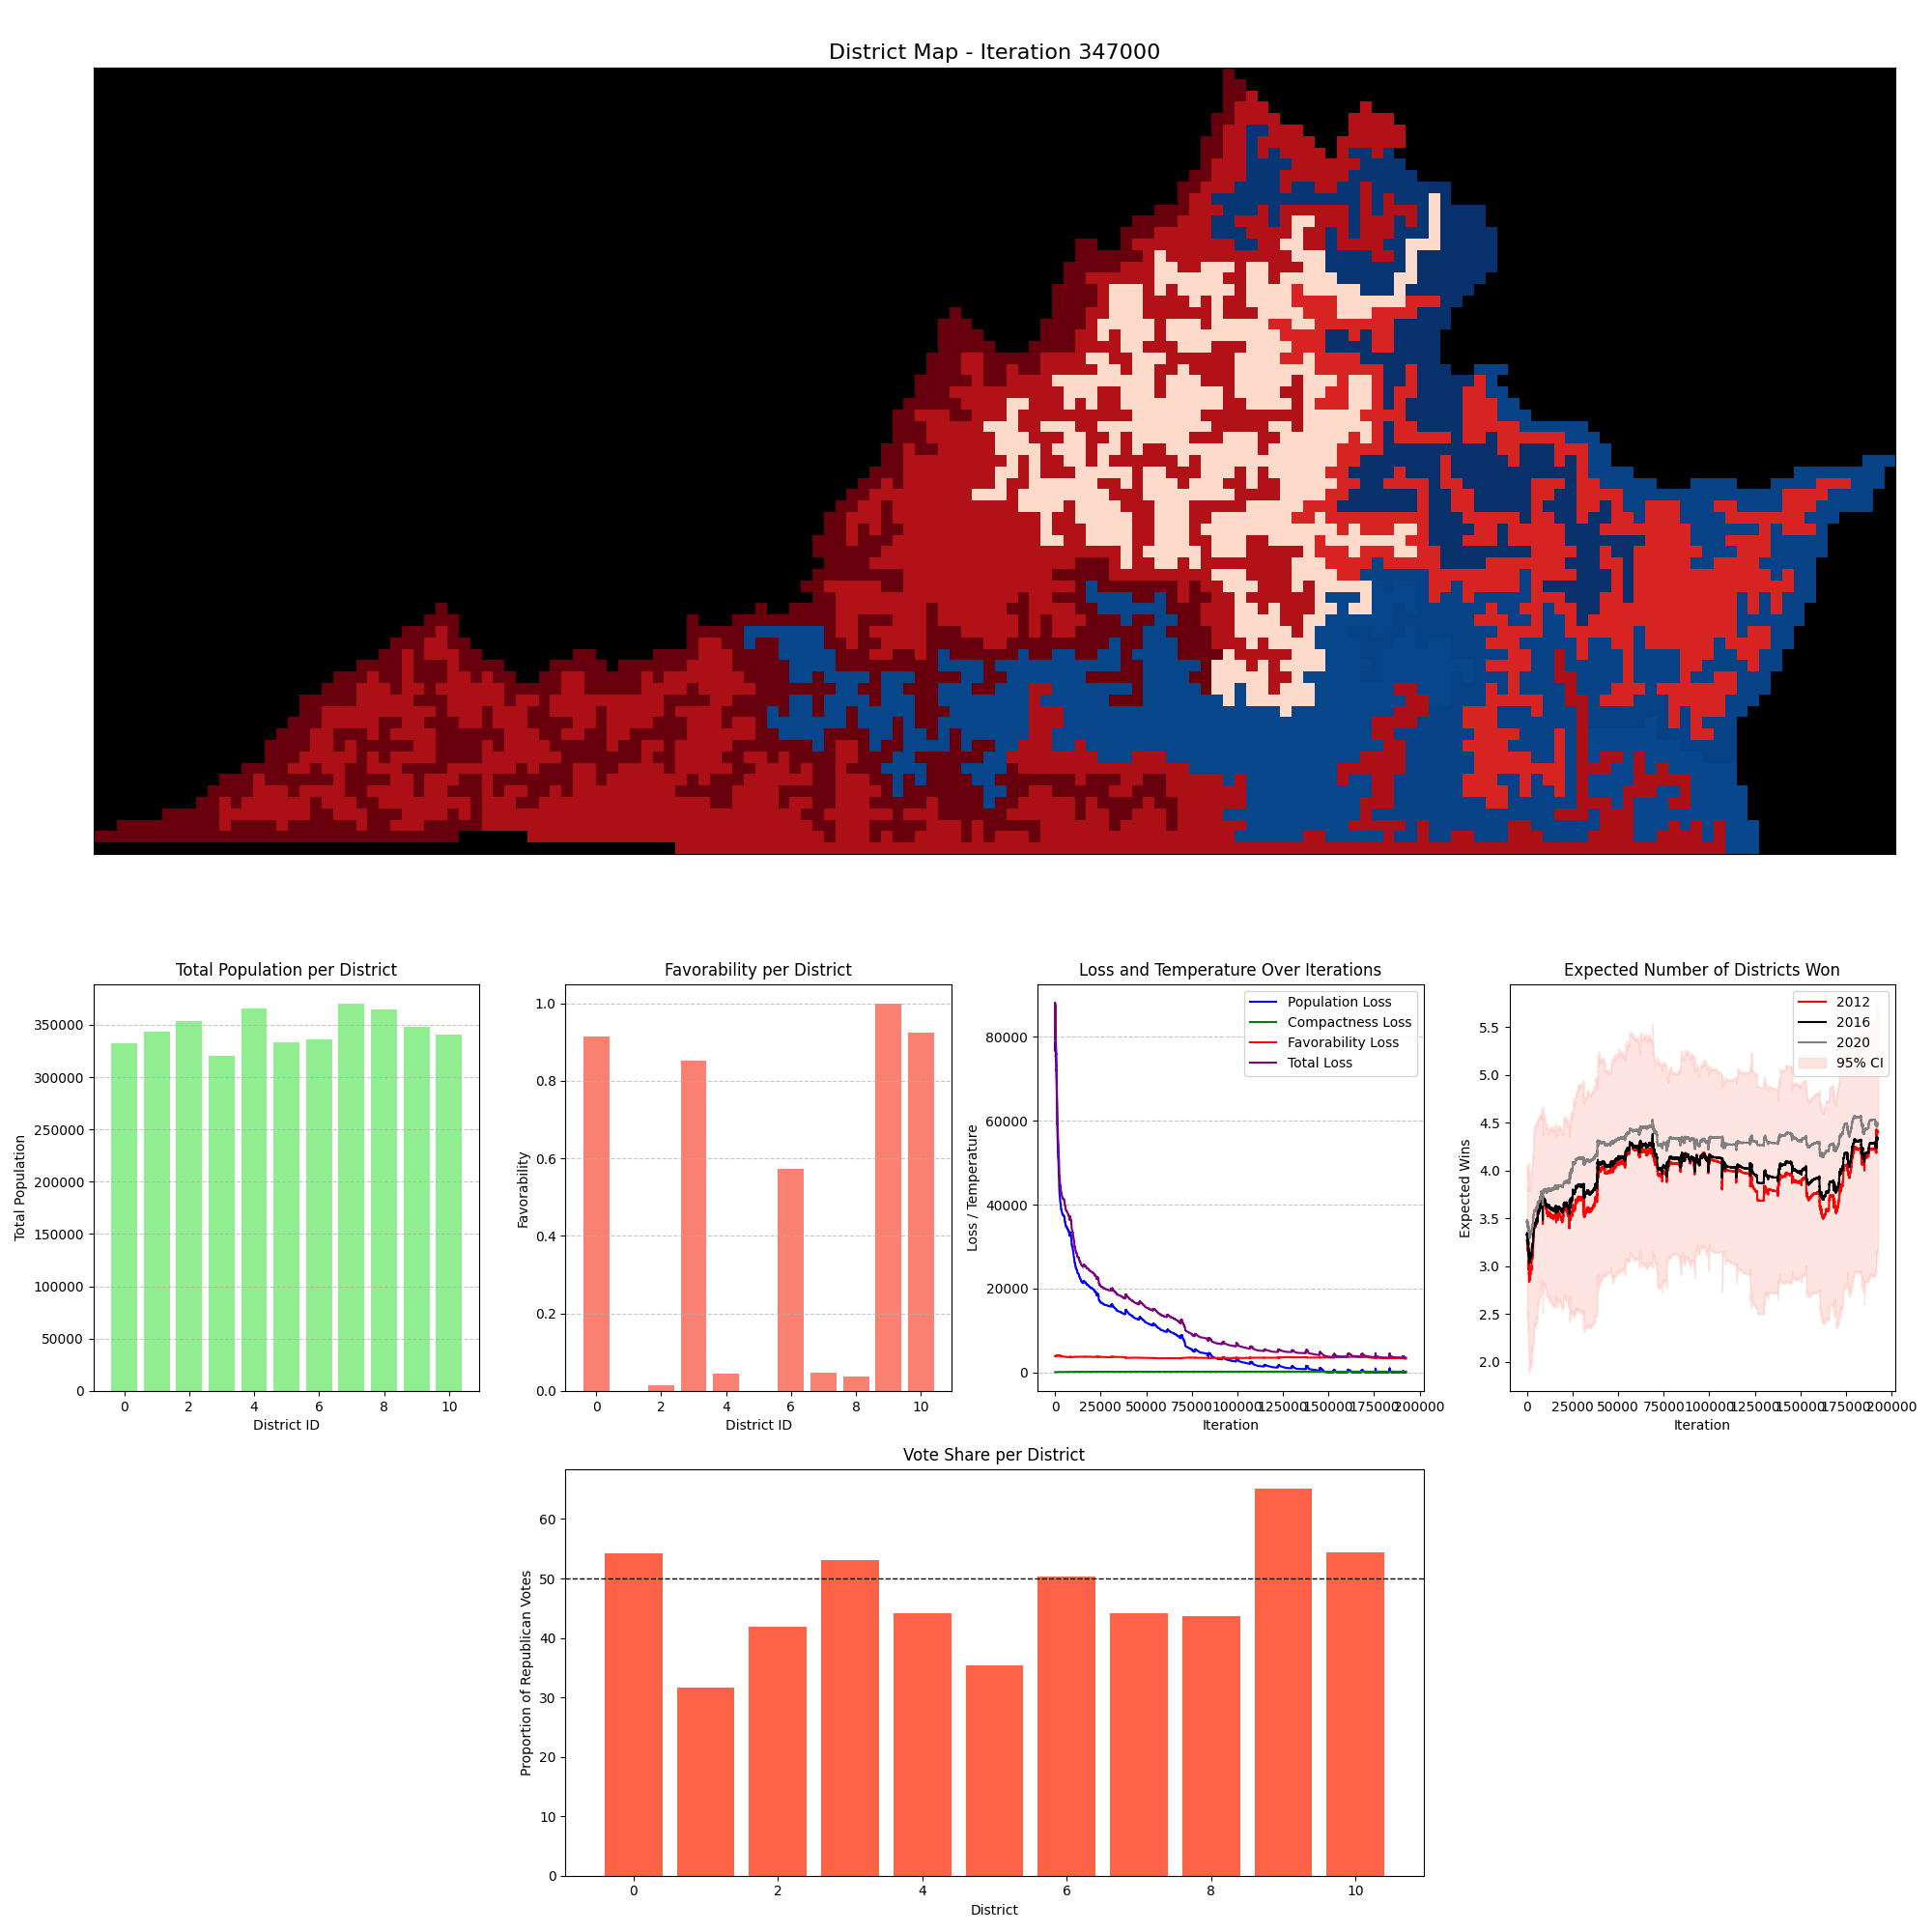 District Map - Iteration 347000
Total Population per District
Total Population
350000
300000
250000
200000
150000
100000
50000
0
0 2 4 6 8 10
District ID
Favorability per District
Favorability
1.0
0.8
0.6
0.4
0.2
0.0
0 2 4 6 8 10
District ID
Loss and Temperature Over Iterations
Population Loss
Compactness Loss
Favorability Loss
Total Loss
Loss / Temperature
80000
60000
40000
20000
0
0 25000 50000 75000 100000 125000 150000 175000 200000
Iteration
Expected Number of Districts Won
2012
2016
2020
95% CI
Expected Wins
5.5
5.0
4.5
4.0
3.5
3.0
2.5
2.0
0 25000 50000 75000 100000 125000 150000 175000 200000
Iteration
Vote Share per District
Proportion of Republican Votes
60
50
40
30
20
10
0
0 2 4 6 8 10
District